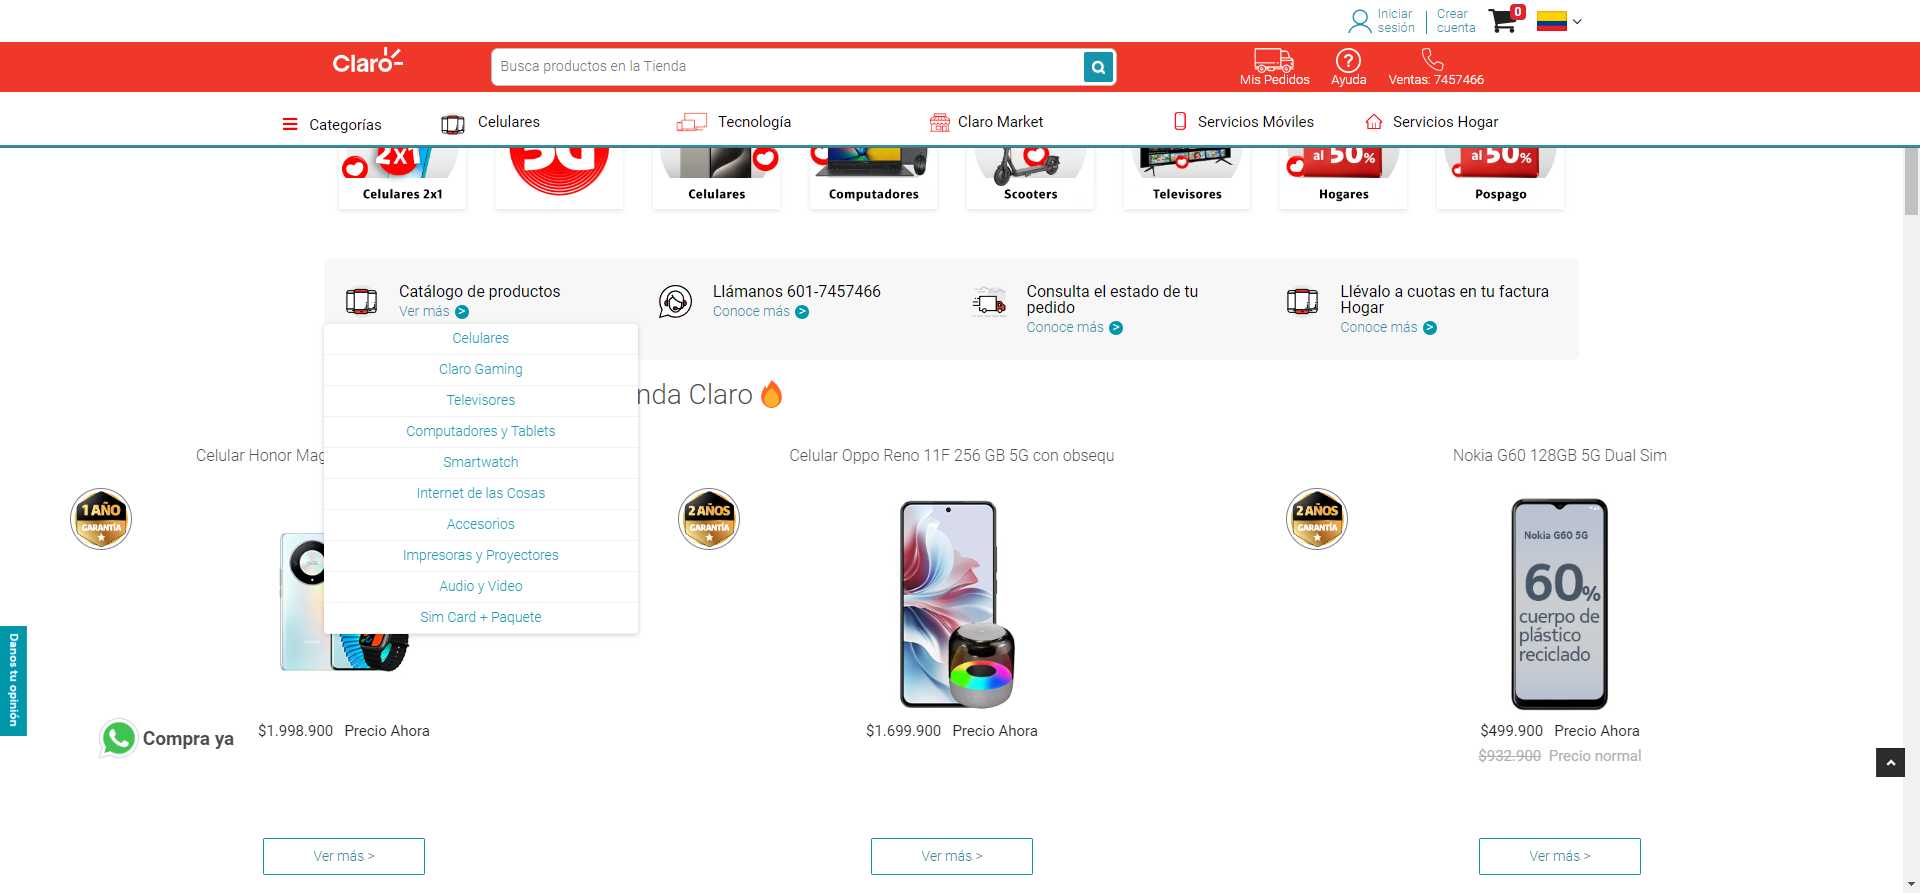 Iniciar sesión
Crear cuenta
0
Claro
Busca productos en la Tienda
Mis Pedidos
Ayuda
Ventas: 7457466
Categorías
Celulares
Tecnología
Claro Market
Servicios Móviles
Servicios Hogar
2x1
5G
al 50%
al 50%
Celulares 2x1
Celulares
Computadores
Scooters
Televisores
Hogares
Pospago
Catálogo de productos
Ver más >
Llámanos 601-7457466
Conoce más >
Consulta el estado de tu
pedido
Conoce más >
Llévalo a cuotas en tu factura
Hogar
Conoce más >
Celulares
Claro Gaming
Televisores
Computadores y Tablets
Smartwatch
Internet de las Cosas
Accesorios
Impresoras y Proyectores
Audio y Video
Sim Card + Paquete
nda Claro
Celular Honor Mag
Celular Oppo Reno 11F 256 GB 5G con obsequ
Nokia G60 128GB 5G Dual Sim
1 AÑO
GARANTÍA
2 AÑOS
GARANTÍA
2 AÑOS
GARANTÍA
Nokia G60 5G
60%
cuerpo de
plástico
reciclado
Danos tu opinión
Compra ya
$1.998.900 Precio Ahora
$1.699.900 Precio Ahora
$499.900 Precio Ahora
$932.900 Precio normal
Ver más >
Ver más >
Ver más >